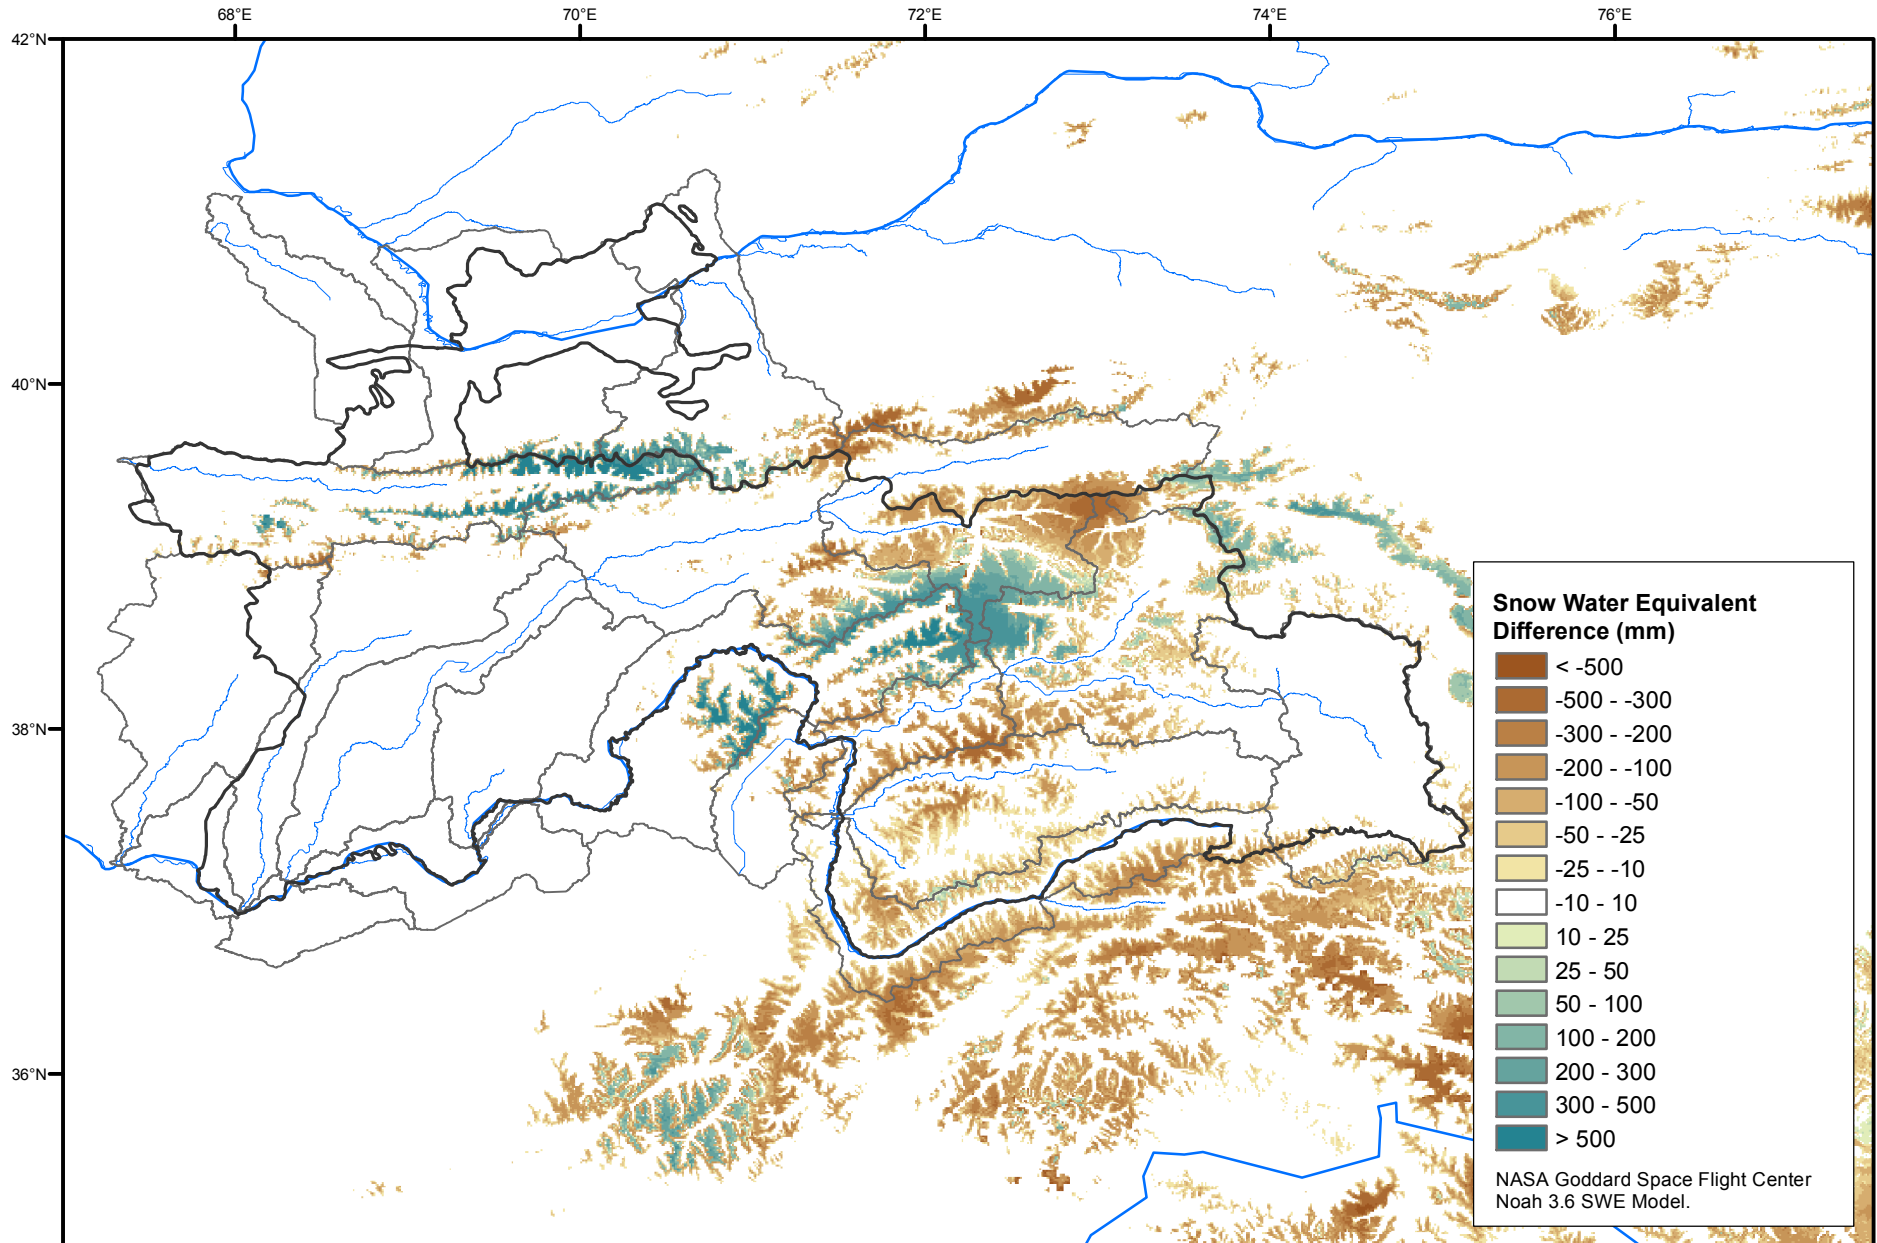 68°E
70°E
72°E
74°E
76°E
42°N
40°N
38°N
36°N
Snow Water Equivalent
Difference (mm)
< -500
-500 - -300
-300 - -200
-200 - -100
-100 - -50
-50 - -25
-25 - -10
-10 - 10
10 - 25
25 - 50
50 - 100
100 - 200
200 - 300
300 - 500
> 500
NASA Goddard Space Flight Center
Noah 3.6 SWE Model.